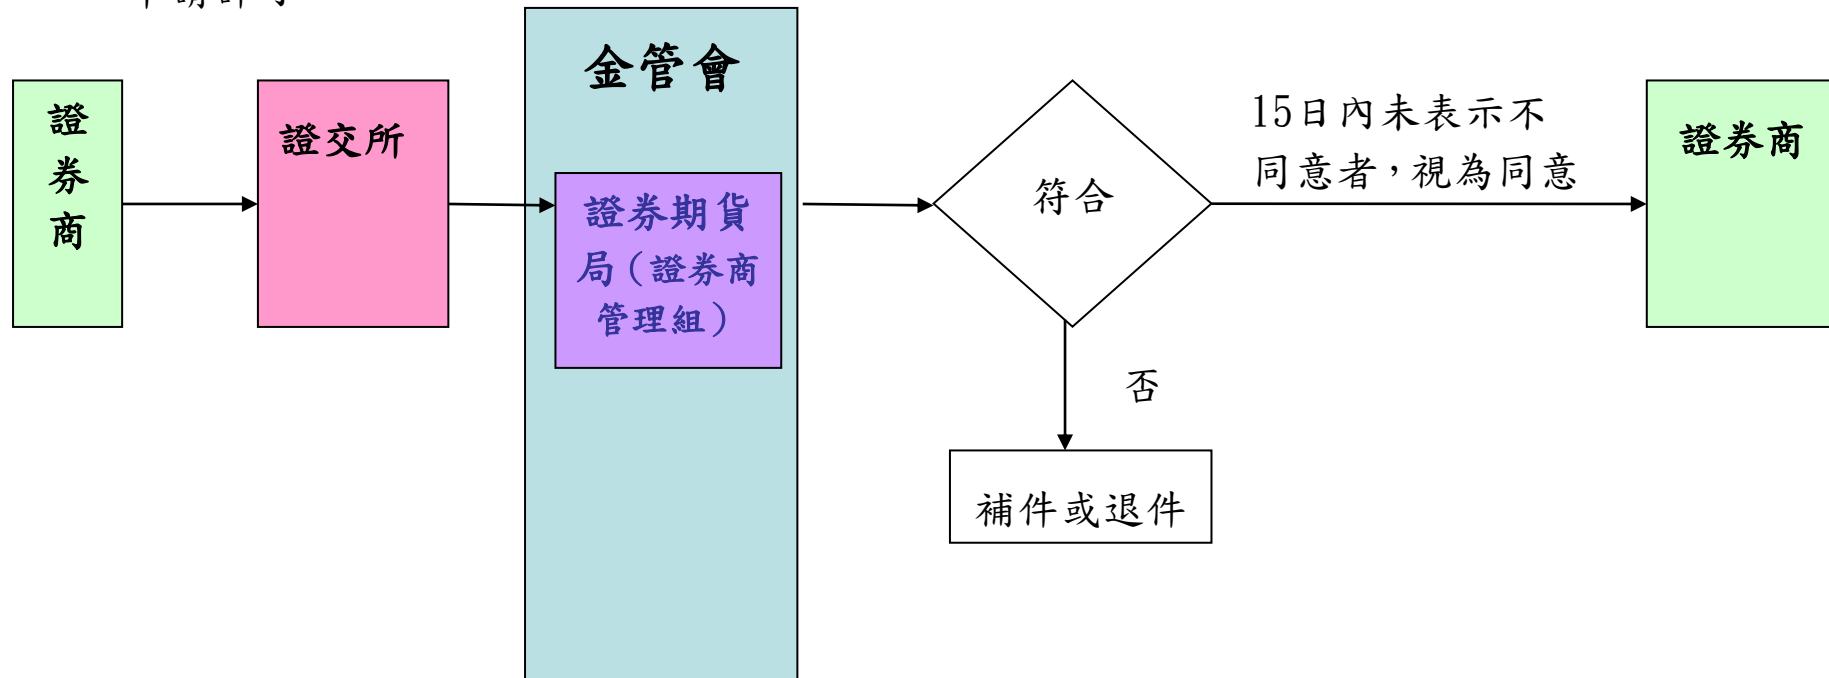 金管會
證
券
商
證交所
證券期貨
局(證券商
管理組)
符合
15日內未表示不
同意者,視為同意
證券商
否
補件或退件